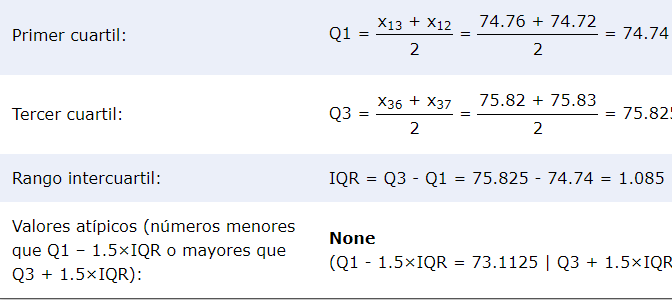 Primer cuartil: Q1 = (x₁₃ + x₁₂)/2 = (74.76 + 74.72)/2 = 74.74
Tercer cuartil: Q3 = (x₃₆ + x₃₇)/2 = (75.82 + 75.83)/2 = 75.825
Rango intercuartil: IQR = Q3 - Q1 = 75.825 - 74.74 = 1.085
Valores atípicos (números menores
que Q1 – 1.5×IQR o mayores que
Q3 + 1.5×IQR):
None
(Q1 - 1.5×IQR = 73.1125 | Q3 + 1.5×IQR